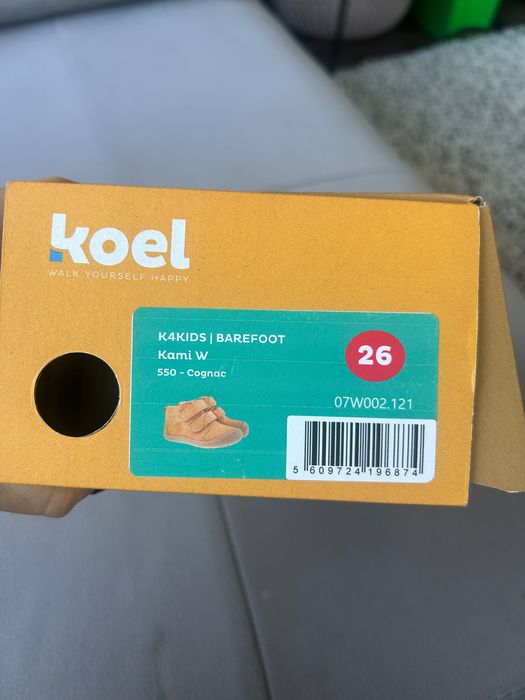 koel
WALK YOURSELF HAPPY
K4KIDS | BAREFOOT
Kami W
550 - Cognac
26
07W002.121
5 609724 196874